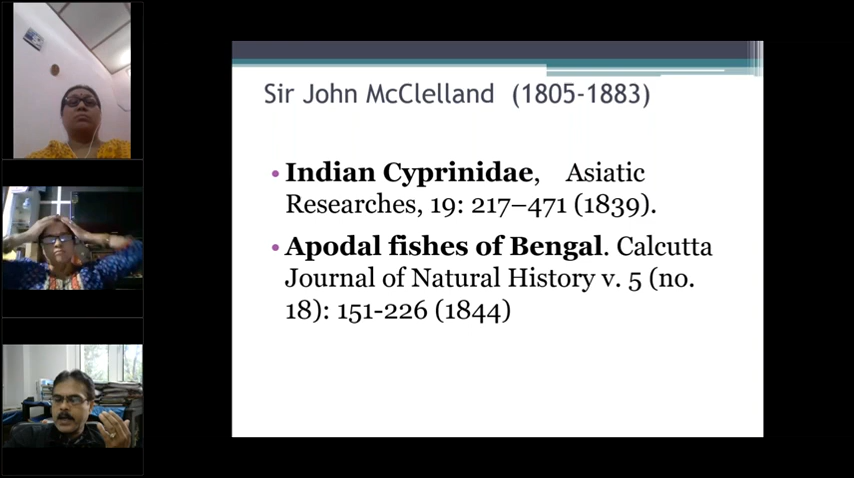 Sir John McClelland (1805-1883)
• Indian Cyprinidae, Asiatic
Researches, 19: 217–471 (1839).
• Apodal fishes of Bengal. Calcutta
Journal of Natural History v. 5 (no.
18): 151-226 (1844)